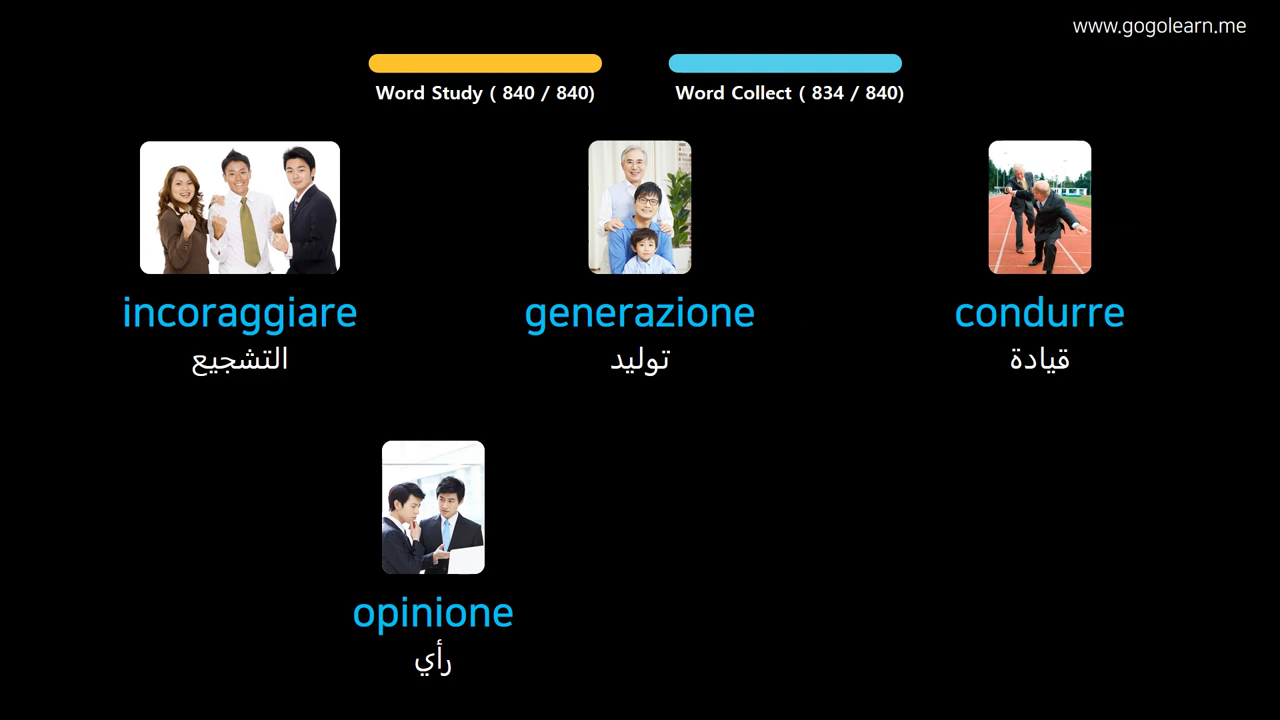 www.gogolearn.me
Word Study ( 840 / 840)
Word Collect ( 834 / 840)
incoraggiare
التشجيع
generazione
توليد
condurre
قيادة
opinione
رأي